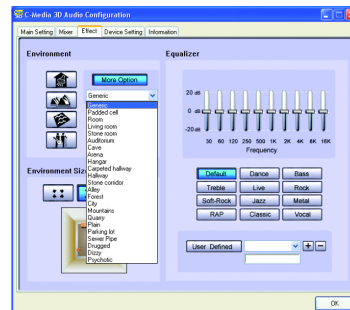 C-Media 3D Audio Configuration
Main Setting Mixer Effect Device Setting Information
Environment
More Option
Generic
Generic
Padded cell
Room
Living room
Stone room
Auditorium
Cave
Arena
Hangar
Carpeted hallway
Hallway
Stone corridor
Alley
Forest
City
Mountains
Quarry
Plain
Parking lot
Sewer Pipe
Drugged
Dizzy
Psychotic
Environment Siz
Equalizer
20 dB
0 dB
-20 dB
30 60 120 250 500 1K 2K 4K 8K 16K
Frequency
Default Dance Bass
Treble Live Rock
Soft-Rock Jazz Metal
RAP Classic Vocal
User Defined
OK